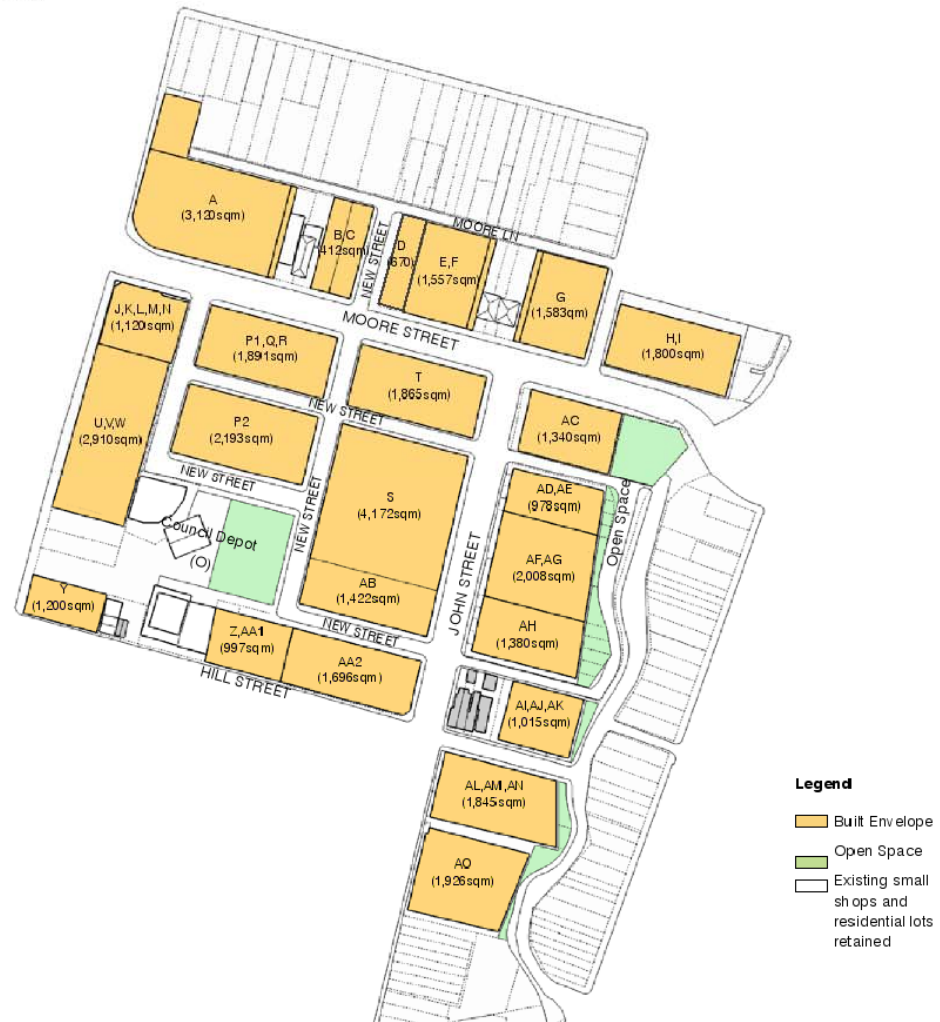 A
(3,120sqm)
B,C
412sqm)
NEW STREET
D
(670)
MOORE LN
E,F
(1,557sqm)
G
(1,583qm)
H,I
(1,800sqm)
MOORE STREET
J,K,L,M,N
(1,120sqm)
P1,Q,R
(1,891sqm)
T
(1,865sqm)
NEW STREET
U,V,W
(2,910sqm)
P2
(2,193sqm)
AC
(1,340sqm)
NEW STREET
NEW STREET
S
(4,172sqm)
AD,AE
(978sqm)
Open Space
Council Depot
(O)
AF,AG
(2,008sqm)
JOHN STREET
AB
(1,422sqm)
Y
(1,200sqm)
NEW STREET
AH
(1,380sqm)
Z,AA1
(997sqm)
AA2
(1,696sqm)
HILL STREET
AI,AJ,AK
(1,015sqm)
AL,AM,AN
(1,845sqm)
AO
(1,926sqm)
Legend
Built Envelope
Open Space
Existing small
shops and
residential lots
retained